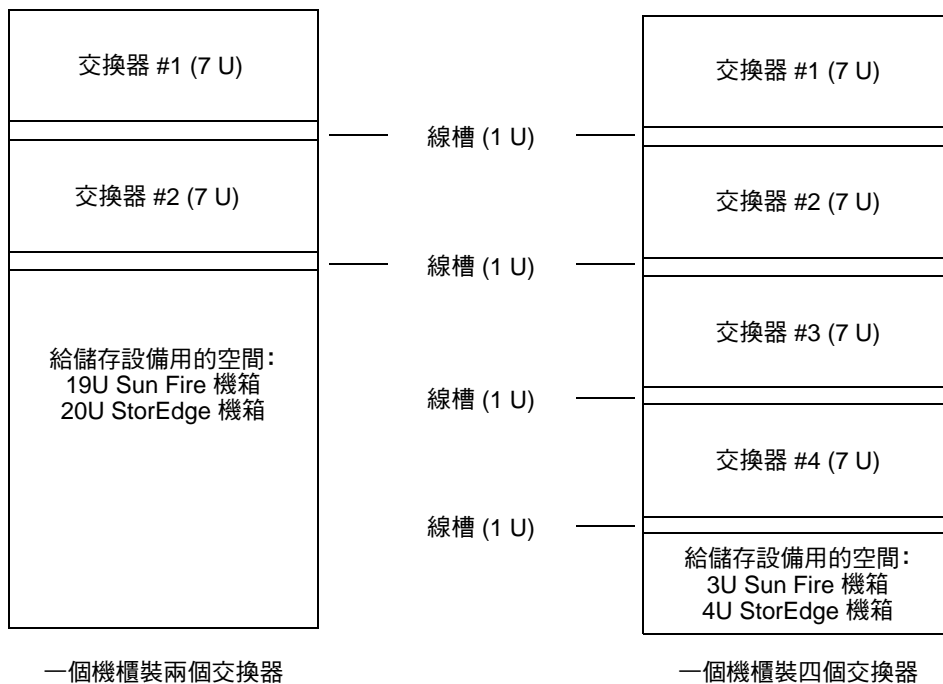 交換器 #1 (7 U)
交換器 #2 (7 U)
給儲存設備用的空間：
19U Sun Fire 機箱
20U StorEdge 機箱
一個機櫃裝兩個交換器
線槽 (1 U)
線槽 (1 U)
線槽 (1 U)
線槽 (1 U)
交換器 #1 (7 U)
交換器 #2 (7 U)
交換器 #3 (7 U)
交換器 #4 (7 U)
給儲存設備用的空間：
3U Sun Fire 機箱
4U StorEdge 機箱
一個機櫃裝四個交換器